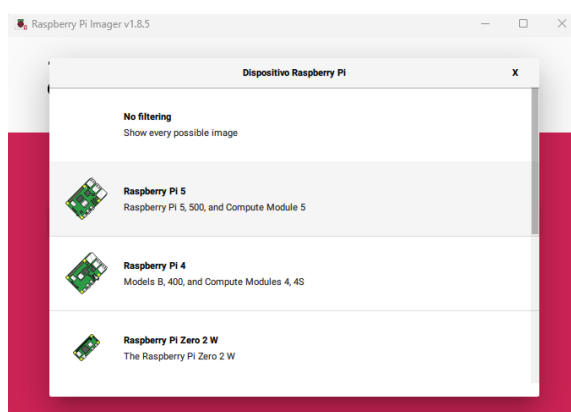 Raspberry Pi Imager v1.8.5
Dispositivo Raspberry Pi
X
No filtering
Show every possible image
Raspberry Pi 5
Raspberry Pi 5, 500, and Compute Module 5
Raspberry Pi 4
Models B, 400, and Compute Modules 4, 4S
Raspberry Pi Zero 2 W
The Raspberry Pi Zero 2 W